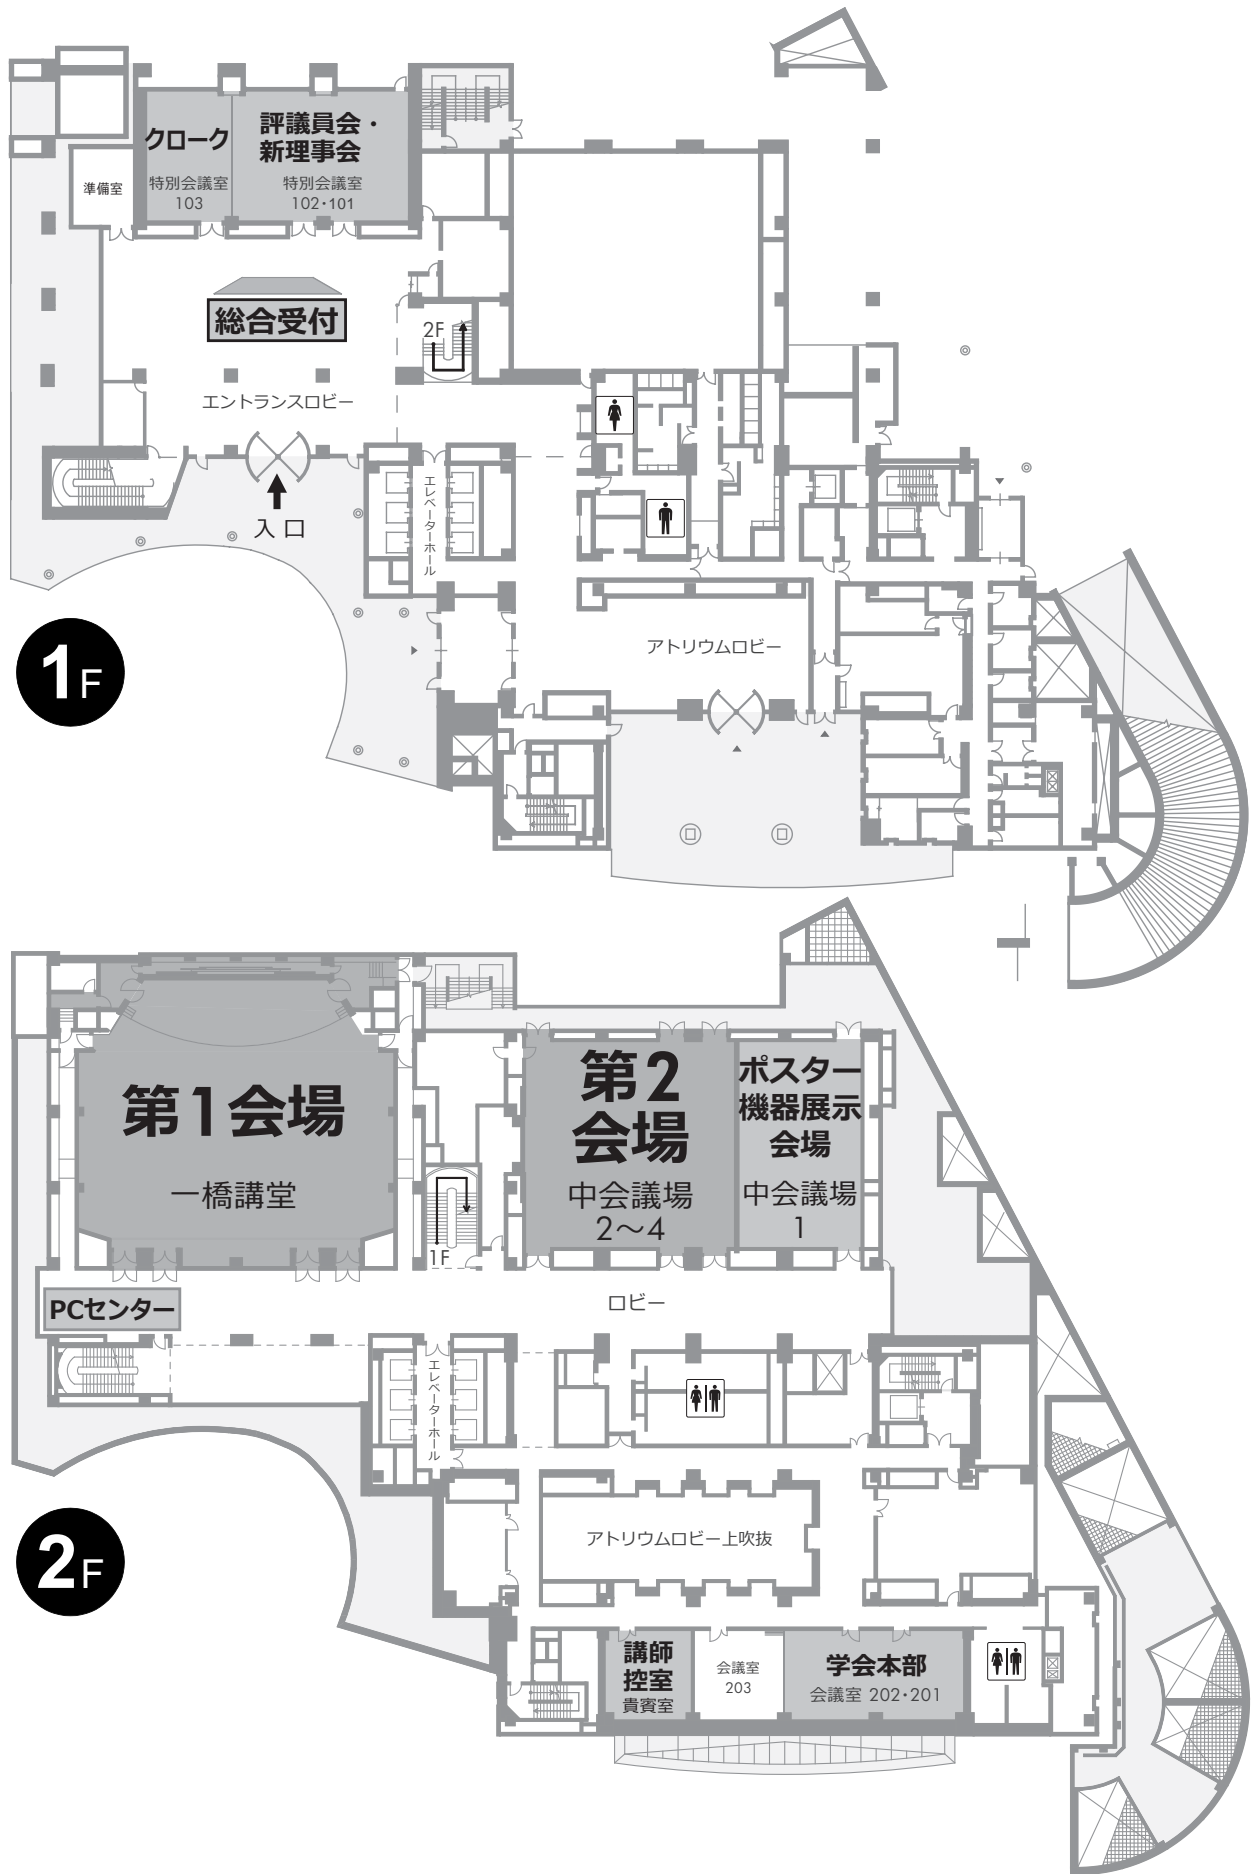 クローク
特別会議室
103
評議員会・
新理事会
特別会議室
102・101
準備室
総合受付
2F
エントランスロビー
入口
エレベーターホール
アトリウムロビー
1F
第1会場
一橋講堂
第2
会場
中会議場
2～4
ポスター
機器展示
会場
中会議場
1
1F
PCセンター
ロビー
エレベーターホール
アトリウムロビー上吹抜
2F
講師
控室
貴賓室
会議室
203
学会本部
会議室 202・201